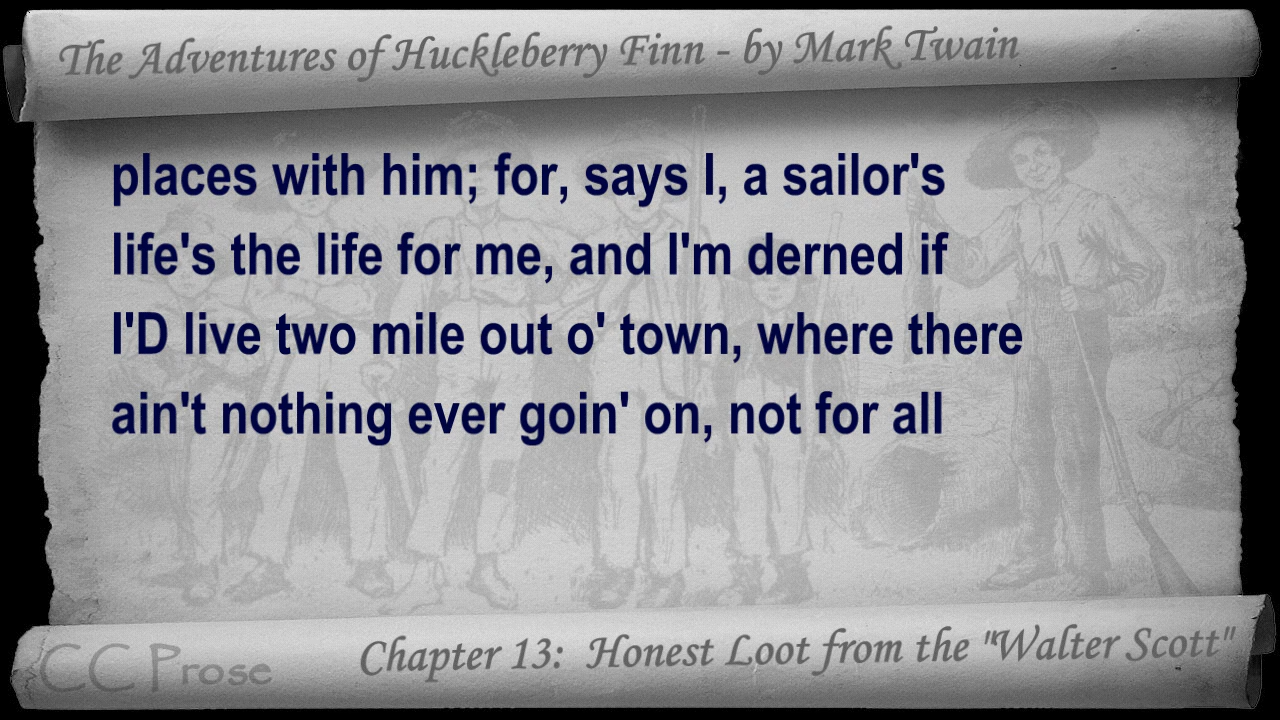 The Adventures of Huckleberry Finn - by Mark Twain
places with him; for, says I, a sailor's
life's the life for me, and I'm derned if
I'D live two mile out o' town, where there
ain't nothing ever goin' on, not for all
CC Prose
Chapter 13: Honest Loot from the "Walter Scott"